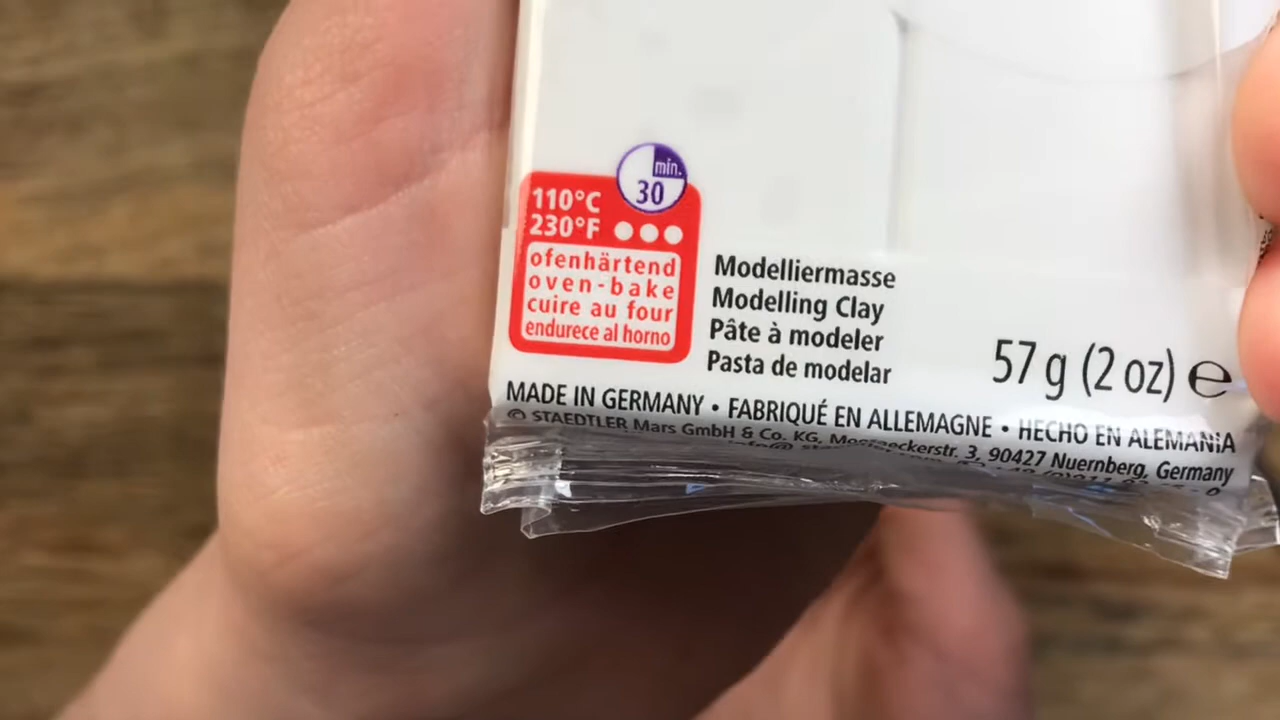 min.
30
110°C
230°F
ofenhärtend
oven-bake
cuire au four
endurece al horno
Modelliermasse
Modelling Clay
Pâte à modeler
Pasta de modelar
57 g (2 oz) ℮
MADE IN GERMANY • FABRIQUÉ EN ALLEMAGNE • HECHO EN ALEMANIA
© STAEDTLER Mars GmbH & Co. KG, 3, 90427 Nuernberg, Germany